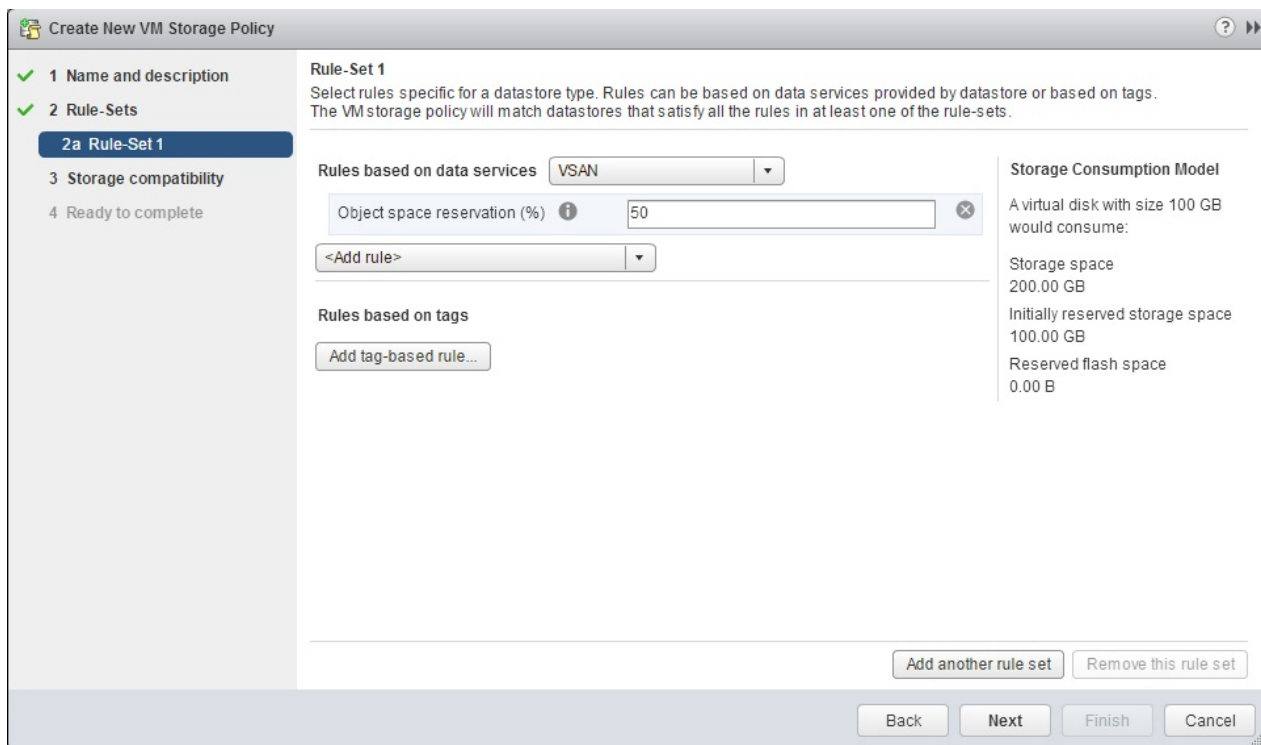 Create New VM Storage Policy
1 Name and description
2 Rule-Sets
2a Rule-Set 1
3 Storage compatibility
4 Ready to complete
Rule-Set 1
Select rules specific for a datastore type. Rules can be based on data services provided by datastore or based on tags.
The VM storage policy will match datastores that satisfy all the rules in at least one of the rule-sets.
Rules based on data services VSAN
Object space reservation (%) 50
<Add rule>
Rules based on tags
Add tag-based rule...
Storage Consumption Model
A virtual disk with size 100 GB
would consume:
Storage space
200.00 GB
Initially reserved storage space
100.00 GB
Reserved flash space
0.00 B
Add another rule set Remove this rule set
Back Next Finish Cancel